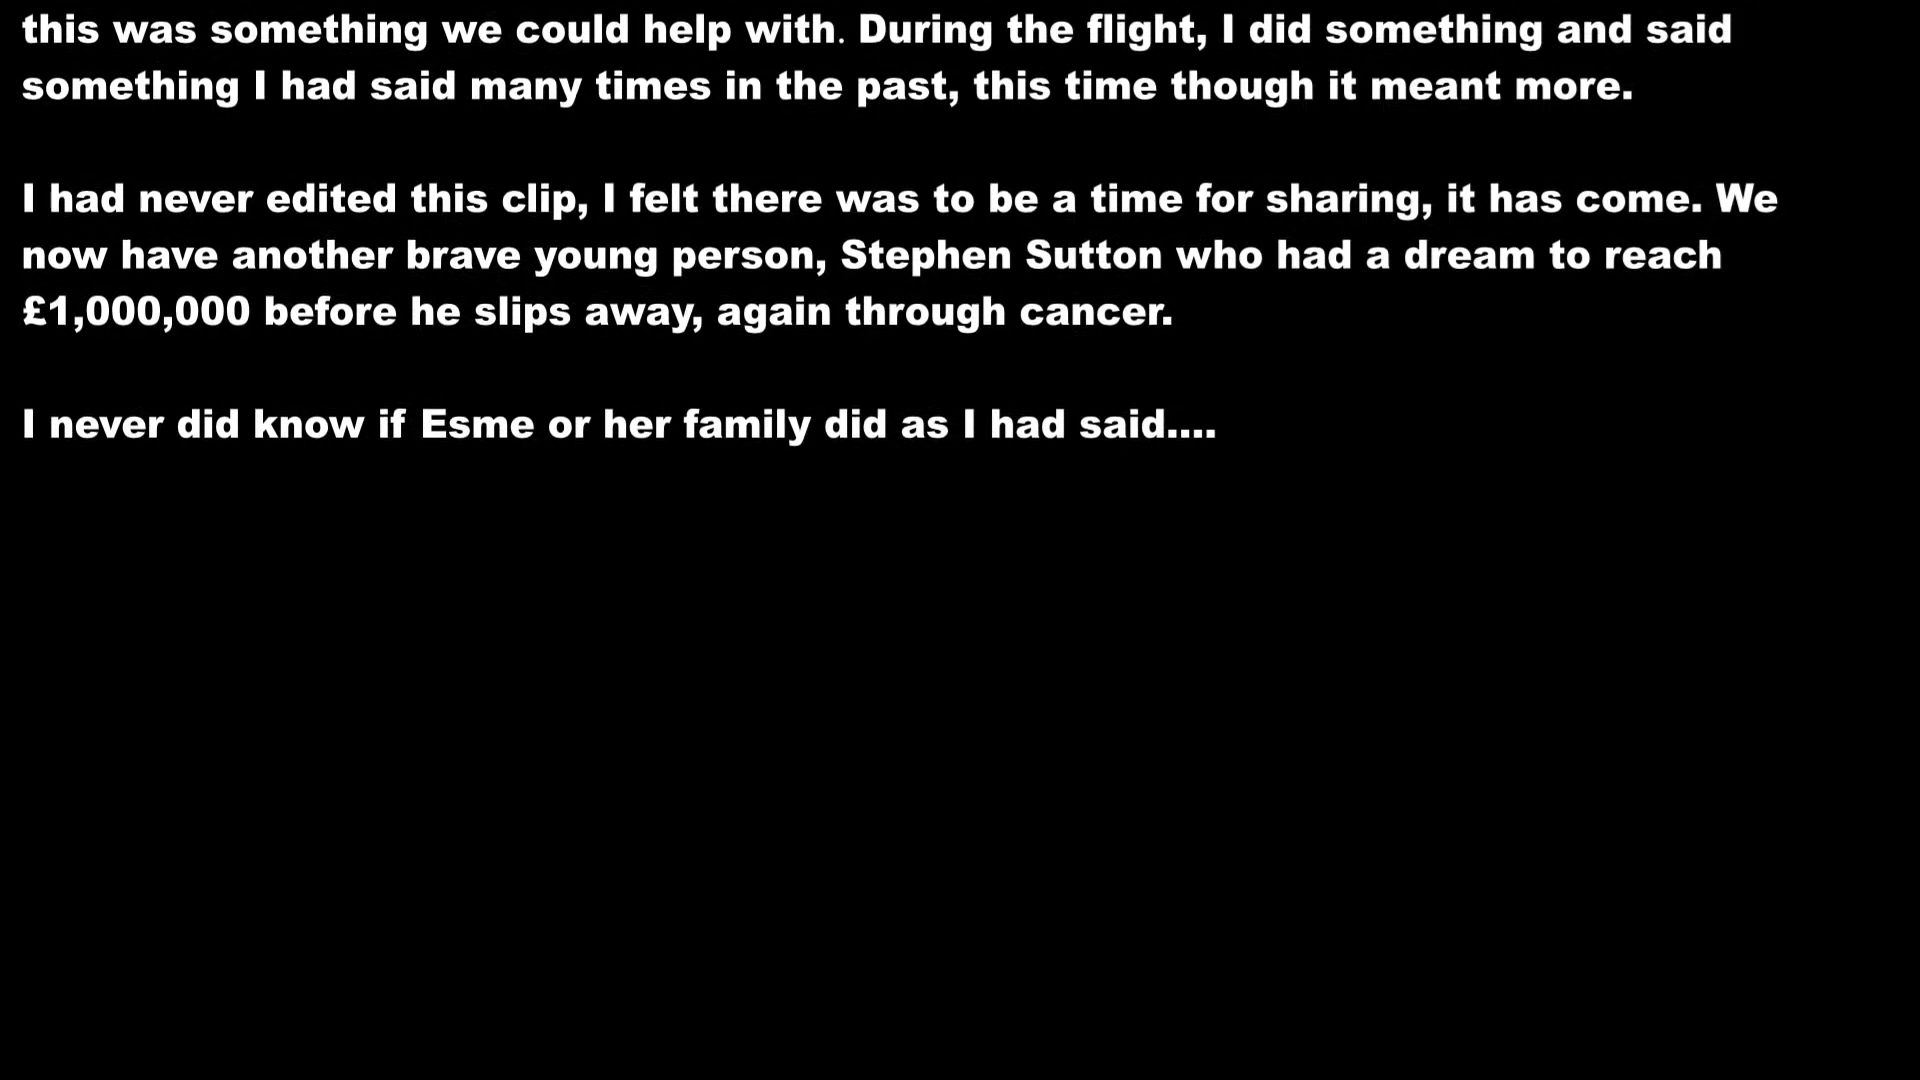 this was something we could help with. During the flight, I did something and said
something I had said many times in the past, this time though it meant more.
I had never edited this clip, I felt there was to be a time for sharing, it has come. We
now have another brave young person, Stephen Sutton who had a dream to reach
£1,000,000 before he slips away, again through cancer.
I never did know if Esme or her family did as I had said....